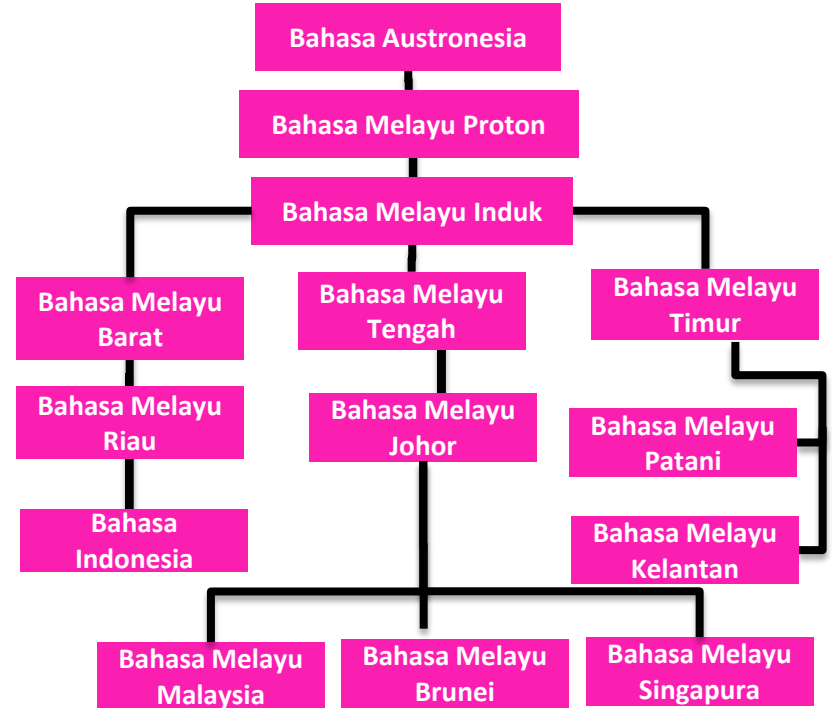 Bahasa Austronesia
Bahasa Melayu Proton
Bahasa Melayu Induk
Bahasa Melayu
Barat
Bahasa Melayu
Tengah
Bahasa Melayu
Timur
Bahasa Melayu
Riau
Bahasa Melayu
Johor
Bahasa Melayu
Patani
Bahasa
Indonesia
Bahasa Melayu
Kelantan
Bahasa Melayu
Malaysia
Bahasa Melayu
Brunei
Bahasa Melayu
Singapura